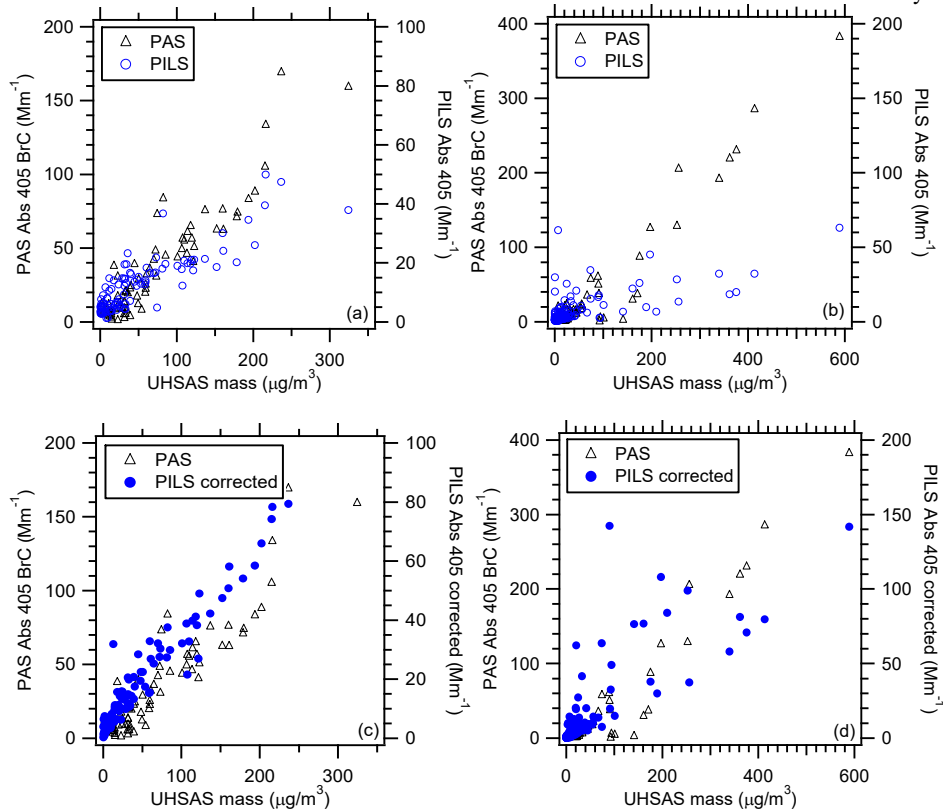 y
200
150
100
50
0
PAS Abs 405 BrC (Mm-1)
PAS
PILS
100
80
60
40
20
0
PILS Abs 405 (Mm-1)
(a)
0 100 200 300
UHSAS mass (μg/m3)
400
300
200
100
0
PAS Abs 405 BrC (Mm-1)
PAS
PILS
200
150
100
50
0
PILS Abs 405 (Mm-1)
(b)
0 200 400 600
UHSAS mass (μg/m3)
200
150
100
50
0
PAS Abs 405 BrC (Mm-1)
PAS
PILS corrected
100
80
60
40
20
0
PILS Abs 405 corrected (Mm-1)
(c)
0 100 200 300
UHSAS mass (μg/m3)
400
300
200
100
0
PAS Abs 405 BrC (Mm-1)
PAS
PILS corrected
200
150
100
50
0
PILS Abs 405 corrected (Mm-1)
(d)
0 200 400 600
UHSAS mass (μg/m3)